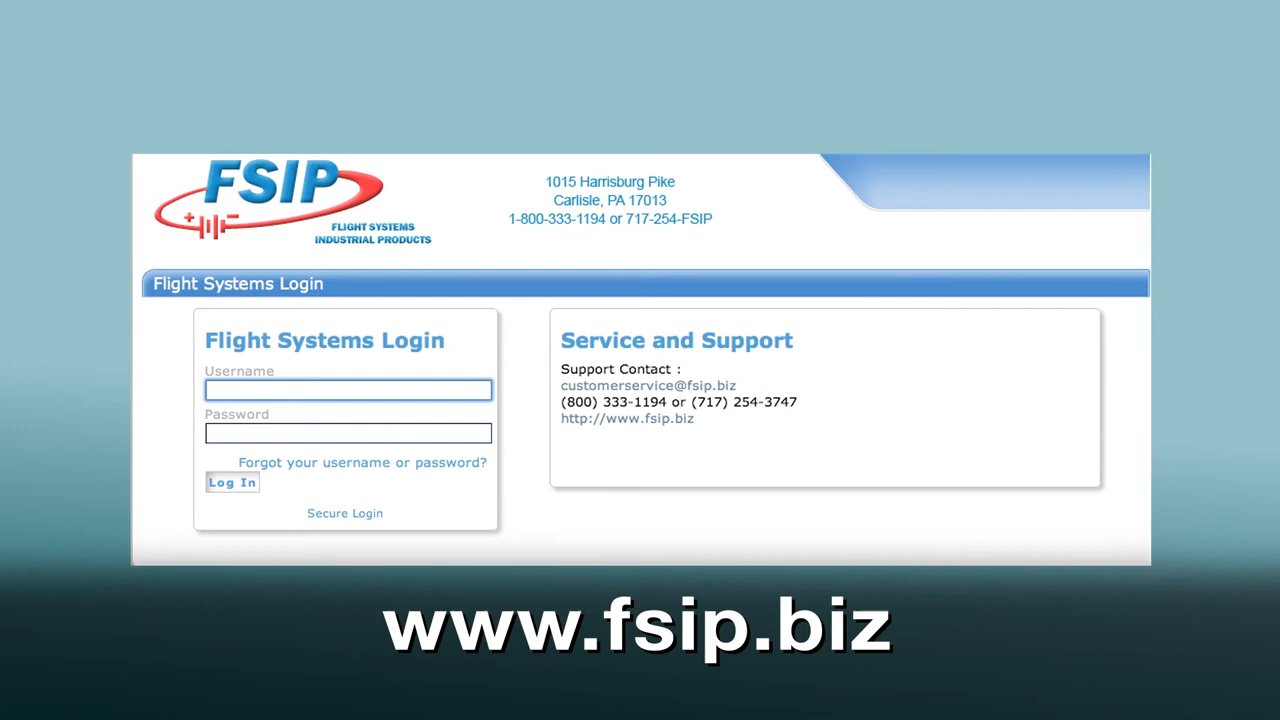 FSIP
FLIGHT SYSTEMS
INDUSTRIAL PRODUCTS
1015 Harrisburg Pike
Carlisle, PA 17013
1-800-333-1194 or 717-254-FSIP
Flight Systems Login
Flight Systems Login
Username
Password
Forgot your username or password?
Log In
Secure Login
Service and Support
Support Contact :
customerservice@fsip.biz
(800) 333-1194 or (717) 254-3747
http://www.fsip.biz
www.fsip.biz